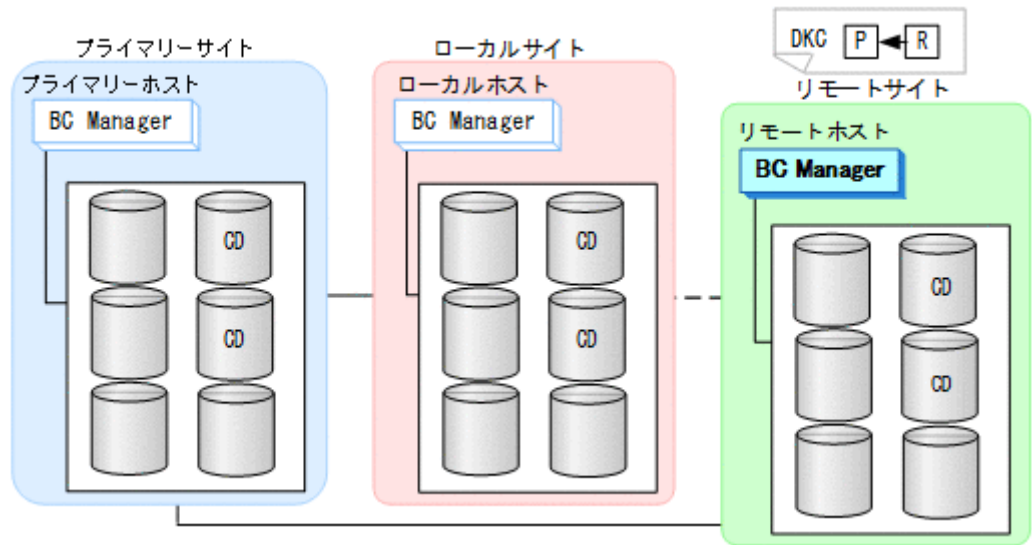 プライマリーサイト
プライマリーホスト
BC Manager
CD
CD
ローカルサイト
ローカルホスト
BC Manager
CD
CD
DKC P R
リモートサイト
リモートホスト
BC Manager
CD
CD